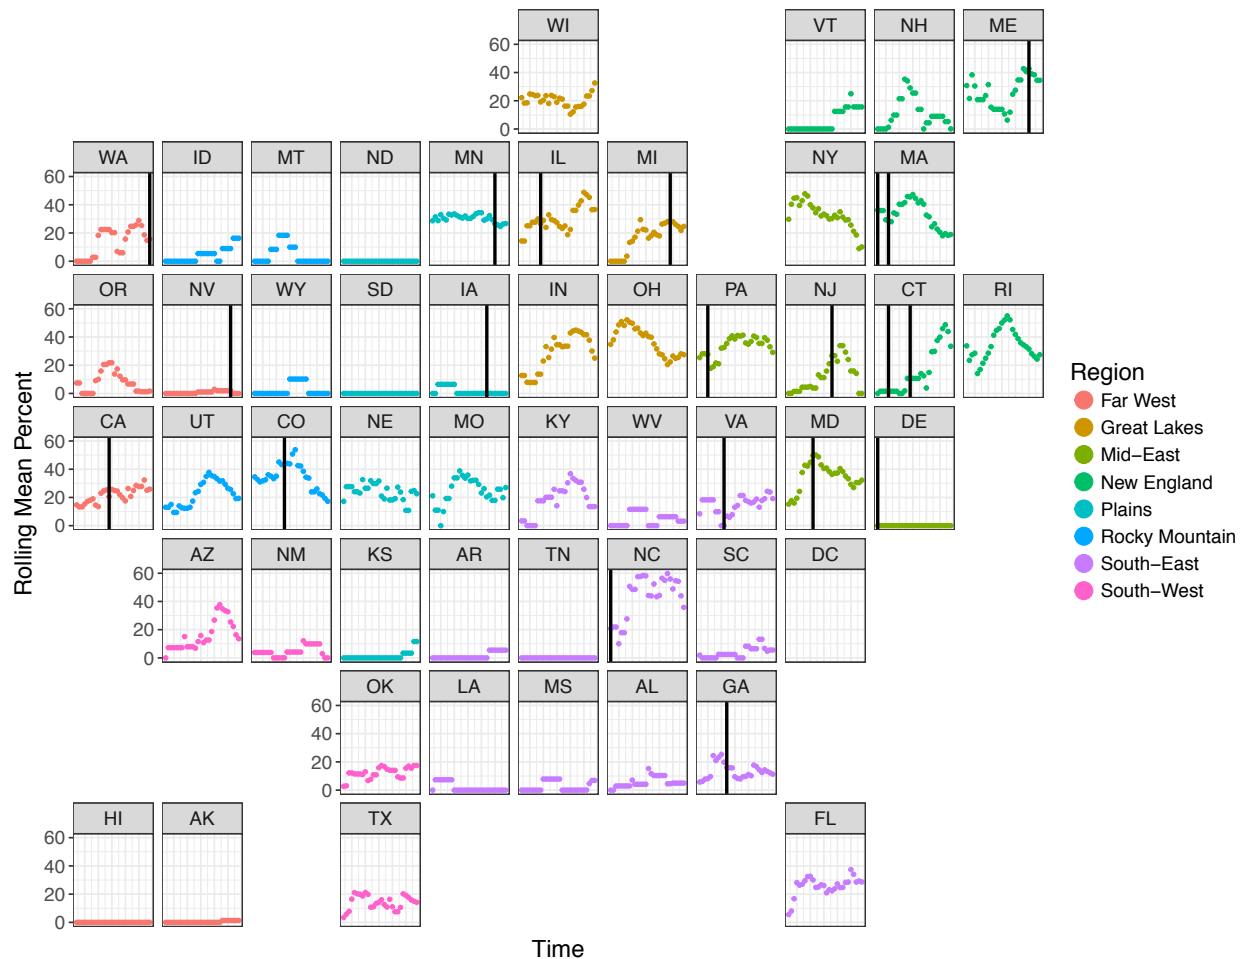 WI VT NH ME
60
40
20
0
WA ID MT ND MN IL MI NY MA
60
40
20
0
OR NV WY SD IA IN OH PA NJ CT RI
60
40
20
0
CA UT CO NE MO KY WV VA MD DE
60
40
20
0
AZ NM KS AR TN NC SC DC
60
40
20
0
OK LA MS AL GA
60
40
20
0
HI AK TX FL
60
40
20
0
Rolling Mean Percent
Time
Region
Far West
Great Lakes
Mid−East
New England
Plains
Rocky Mountain
South−East
South−West